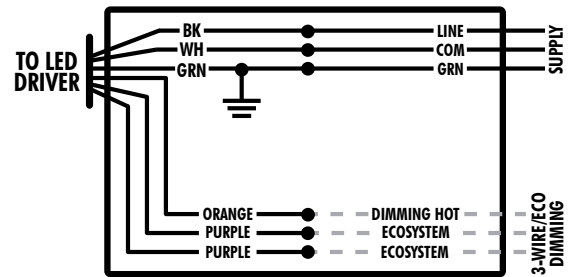 TO LED
DRIVER
BK LINE
WH COM
GRN GRN
SUPPLY
ORANGE DIMMING HOT
PURPLE ECOSYSTEM
PURPLE ECOSYSTEM
3-WIRE/ECO
DIMMING